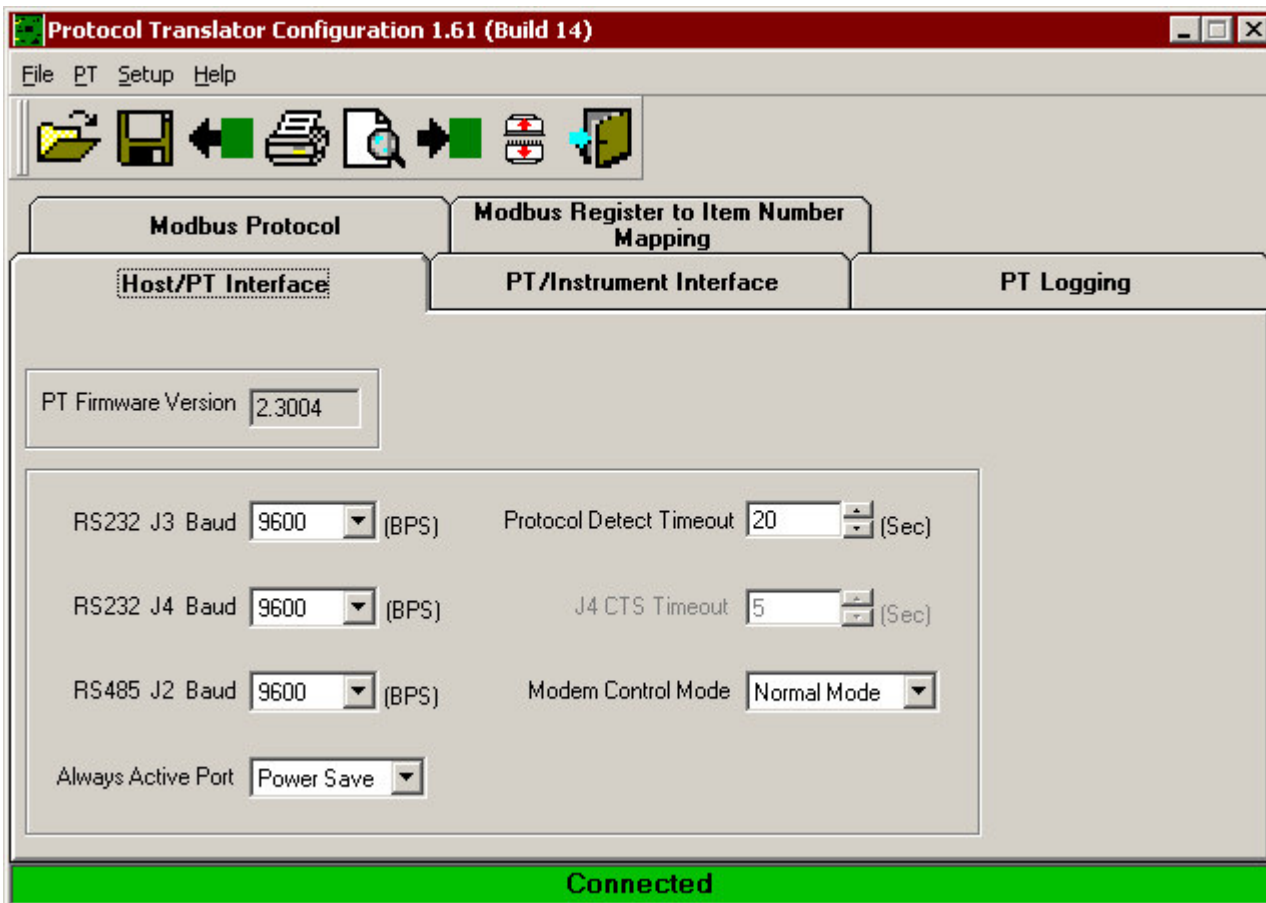 Protocol Translator Configuration 1.61 (Build 14)
File PT Setup Help
Modbus Protocol
Modbus Register to Item Number
Mapping
Host/PT Interface
PT/Instrument Interface
PT Logging
PT Firmware Version 2.3004
RS232 J3 Baud 9600 (BPS)
Protocol Detect Timeout 20 (Sec)
RS232 J4 Baud 9600 (BPS)
J4 CTS Timeout 5 (Sec)
RS485 J2 Baud 9600 (BPS)
Modem Control Mode Normal Mode
Always Active Port Power Save
Connected